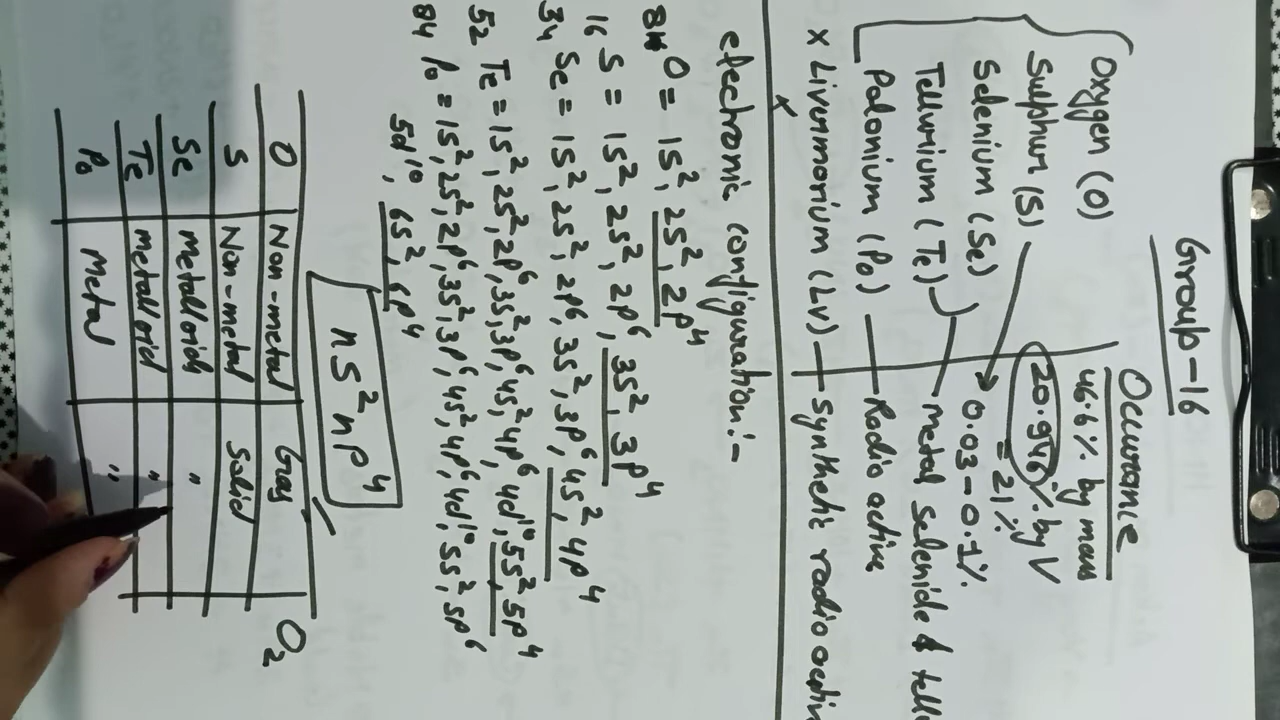 Group-16
Occurance
Oxygen (O) 46.6% by mass
20.946% by V
= 21%
Sulphur (S) 0.03-0.1%
Selenium (Se)
Tellurium (Te) metal selenide & tellu
Polonium (Po) Radio active
x Livermorium (Lv) synthetic radioactiv
x
electronic configuration:-
8 O = 1s², 2s², 2p⁴
16 S = 1s², 2s², 2p⁶, 3s², 3p⁴
34 Se = 1s², 2s², 2p⁶, 3s², 3p⁶, 4s², 4p⁴
52 Te = 1s², 2s², 2p⁶, 3s², 3p⁶, 4s², 4p⁶, 4d¹⁰, 5s², 5p⁴
84 Po = 1s², 2s², 2p⁶, 3s², 3p⁶, 4s², 4p⁶, 4d¹⁰, 5s², 5p⁶
5d¹⁰, 6s², 6p⁴
ns² np⁴
O Non-metal Gas O₂
S Non-metal Solid
Se metalloid "
Te metalloid "
Po Metal "